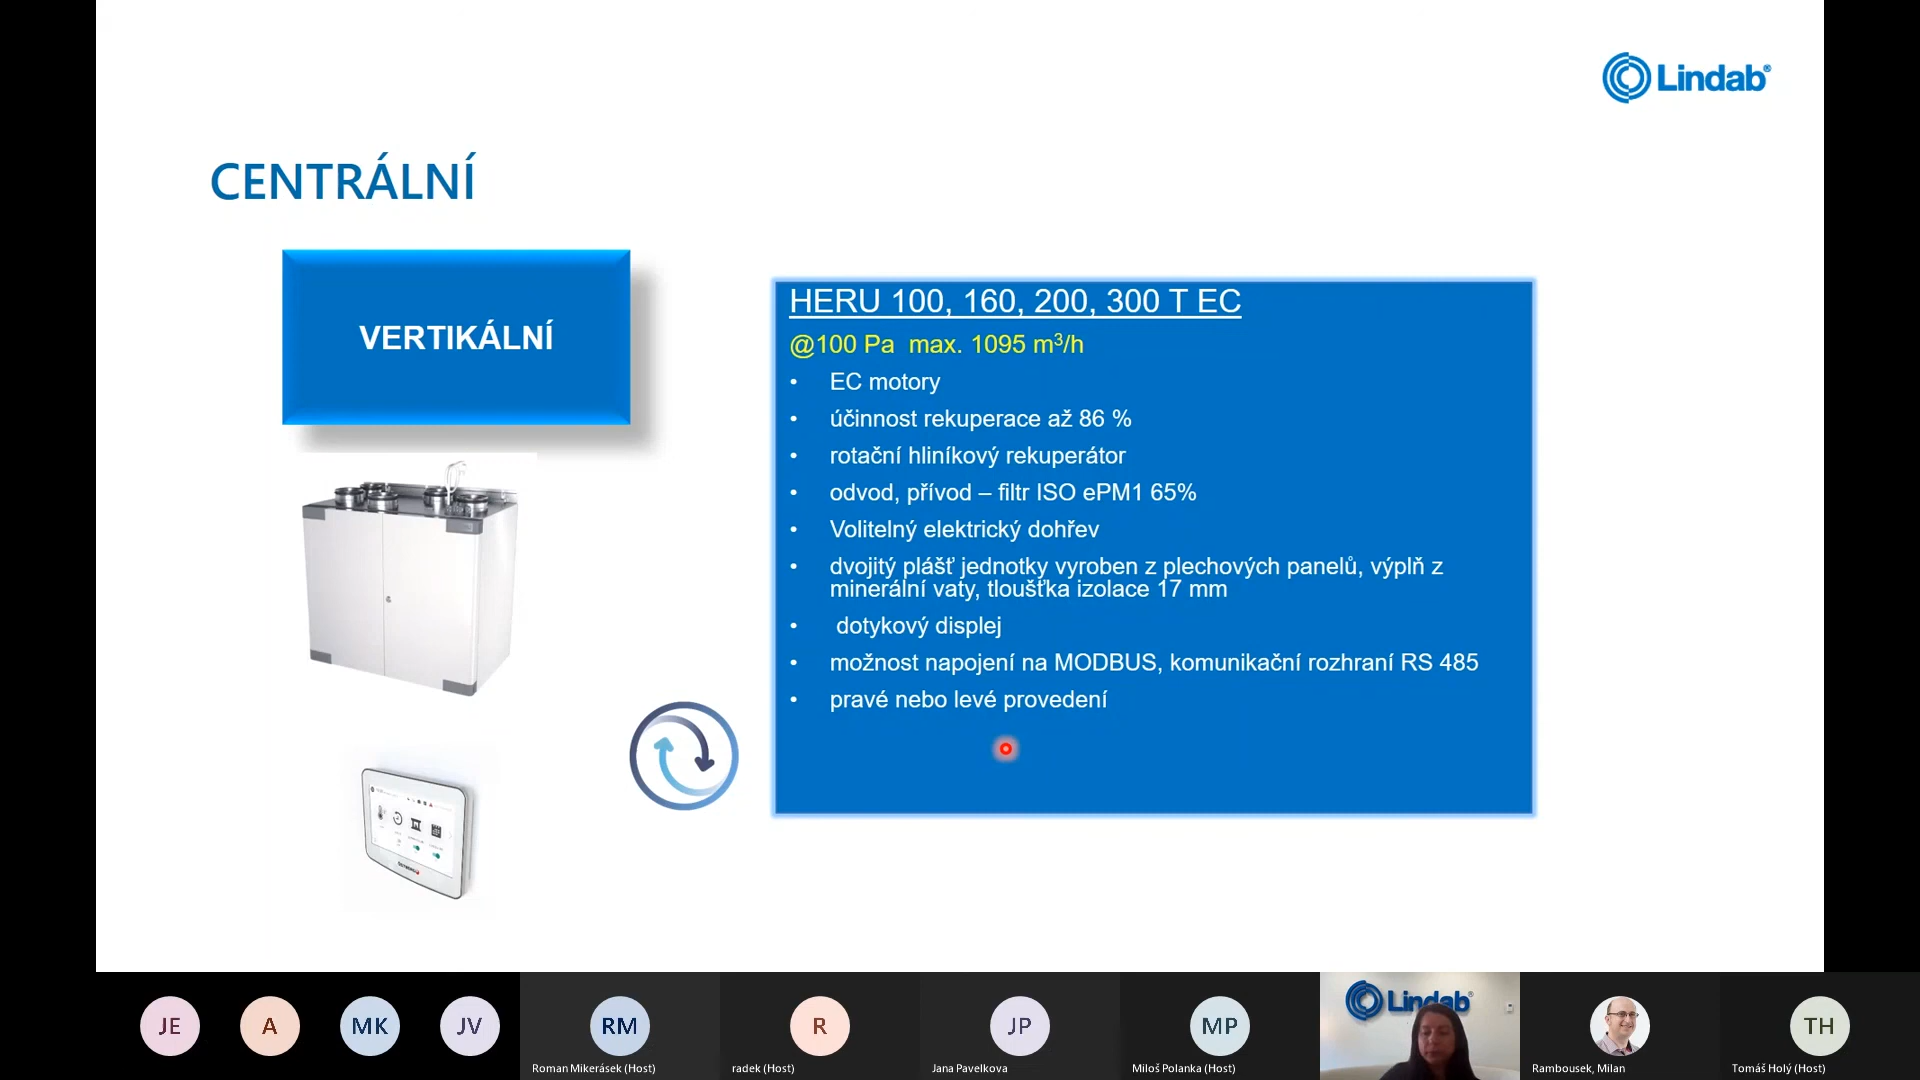 Lindab®
CENTRÁLNÍ
VERTIKÁLNÍ
HERU 100, 160, 200, 300 T EC
@100 Pa max. 1095 m³/h
• EC motory
• účinnost rekuperace až 86 %
• rotační hliníkový rekuperátor
• odvod, přívod – filtr ISO ePM1 65%
• Volitelný elektrický dohřev
• dvojitý plášť jednotky vyroben z plechových panelů, výplň z
minerální vaty, tloušťka izolace 17 mm
• dotykový displej
• možnost napojení na MODBUS, komunikační rozhraní RS 485
• pravé nebo levé provedení
JE
A
MK
JV
RM
R
JP
MP
Lindab
TH
Roman Mikerásek (Host)
radek (Host)
Jana Pavelkova
Miloš Polanka (Host)
Rambousek, Milan
Tomáš Holý (Host)